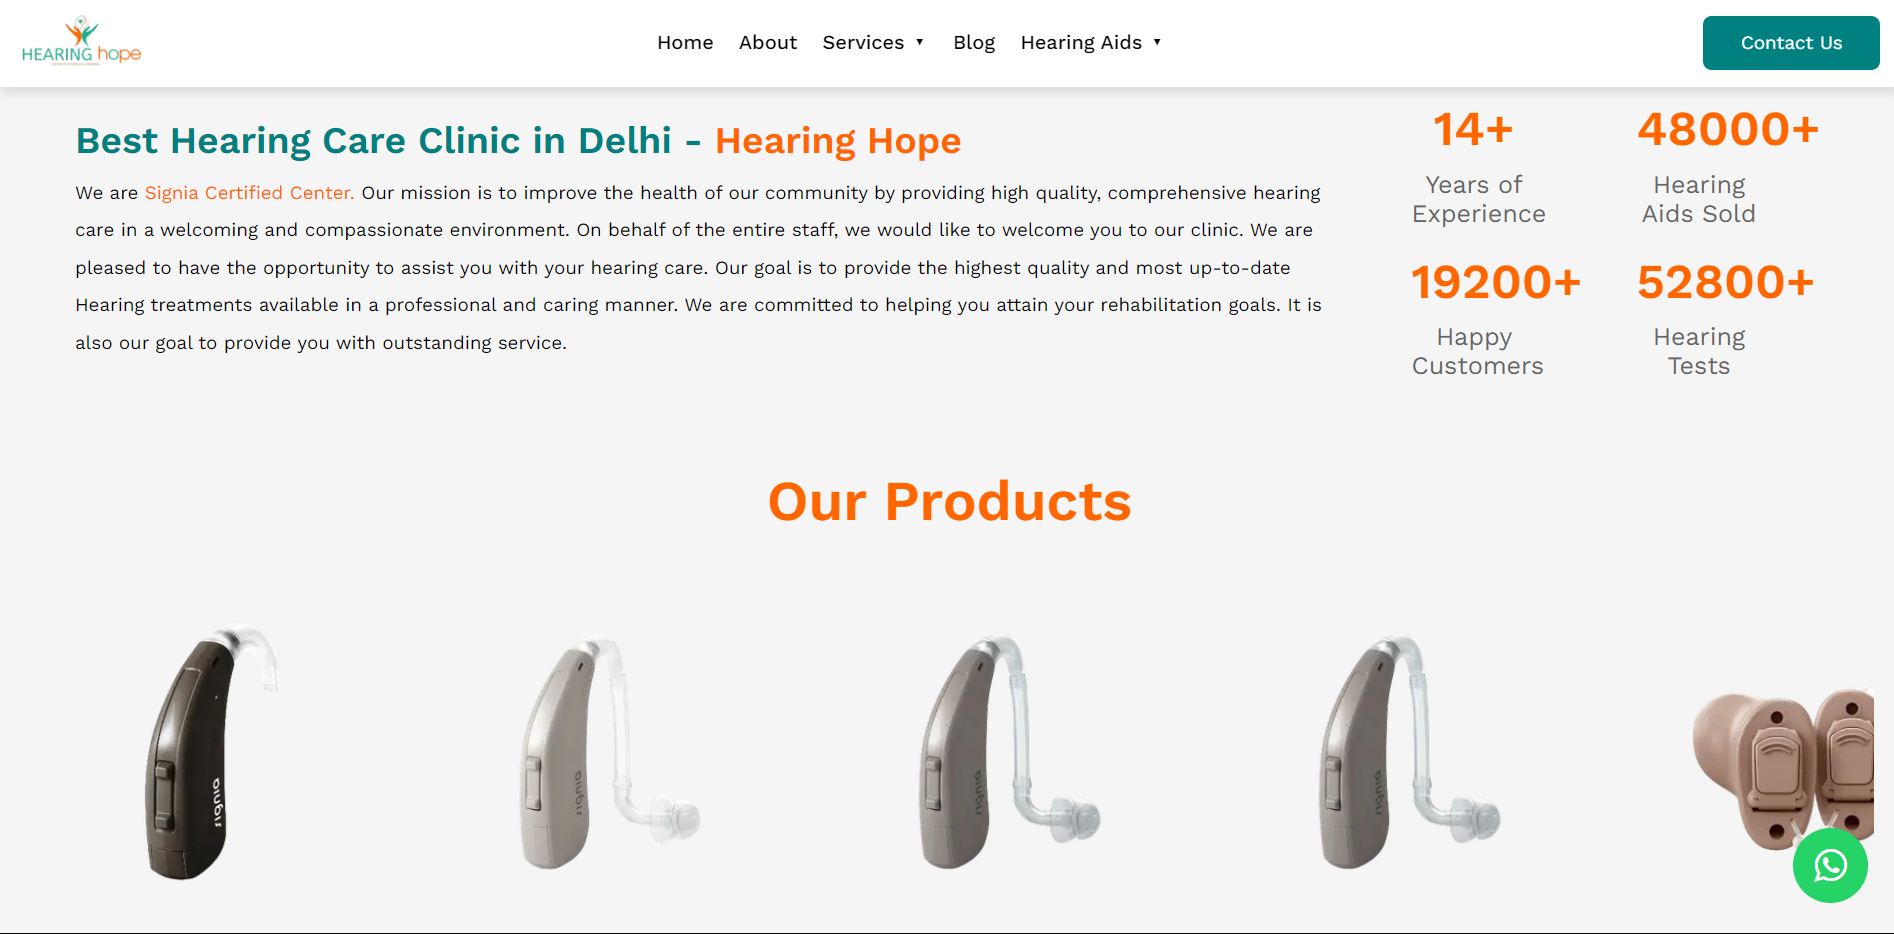 HEARING hope
Home About Services ▼ Blog Hearing Aids ▼
Contact Us
Best Hearing Care Clinic in Delhi - Hearing Hope
We are Signia Certified Center. Our mission is to improve the health of our community by providing high quality, comprehensive hearing
care in a welcoming and compassionate environment. On behalf of the entire staff, we would like to welcome you to our clinic. We are
pleased to have the opportunity to assist you with your hearing care. Our goal is to provide the highest quality and most up-to-date
Hearing treatments available in a professional and caring manner. We are committed to helping you attain your rehabilitation goals. It is
also our goal to provide you with outstanding service.
14+
Years of
Experience
48000+
Hearing
Aids Sold
19200+
Happy
Customers
52800+
Hearing
Tests
Our Products
signia
signia
signia
signia